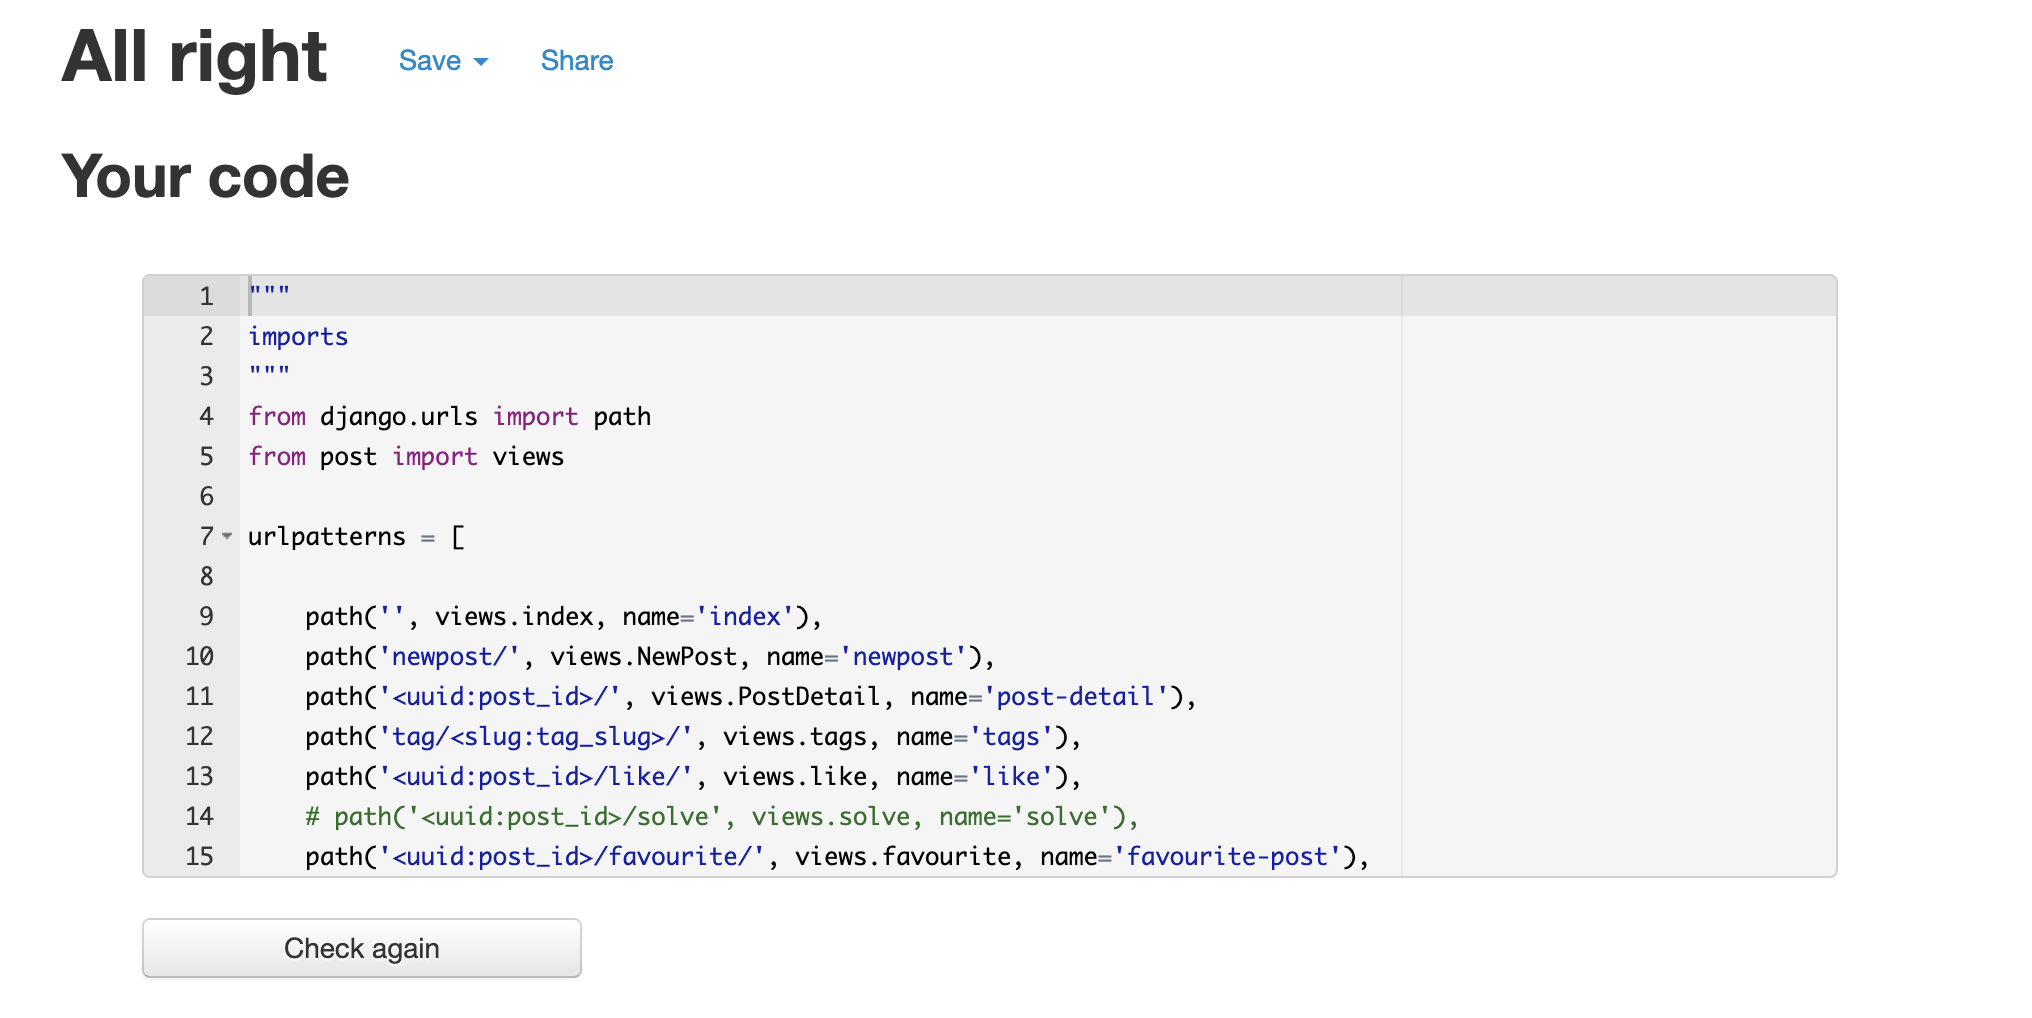 All right Save Share
Your code
1 """
2 imports
3 """
4 from django.urls import path
5 from post import views
6
7 urlpatterns = [
8
9     path('', views.index, name='index'),
10     path('newpost/', views.NewPost, name='newpost'),
11     path('<uuid:post_id>/', views.PostDetail, name='post-detail'),
12     path('tag/<slug:tag_slug>/', views.tags, name='tags'),
13     path('<uuid:post_id>/like/', views.like, name='like'),
14     # path('<uuid:post_id>/solve', views.solve, name='solve'),
15     path('<uuid:post_id>/favourite/', views.favourite, name='favourite-post'),
Check again